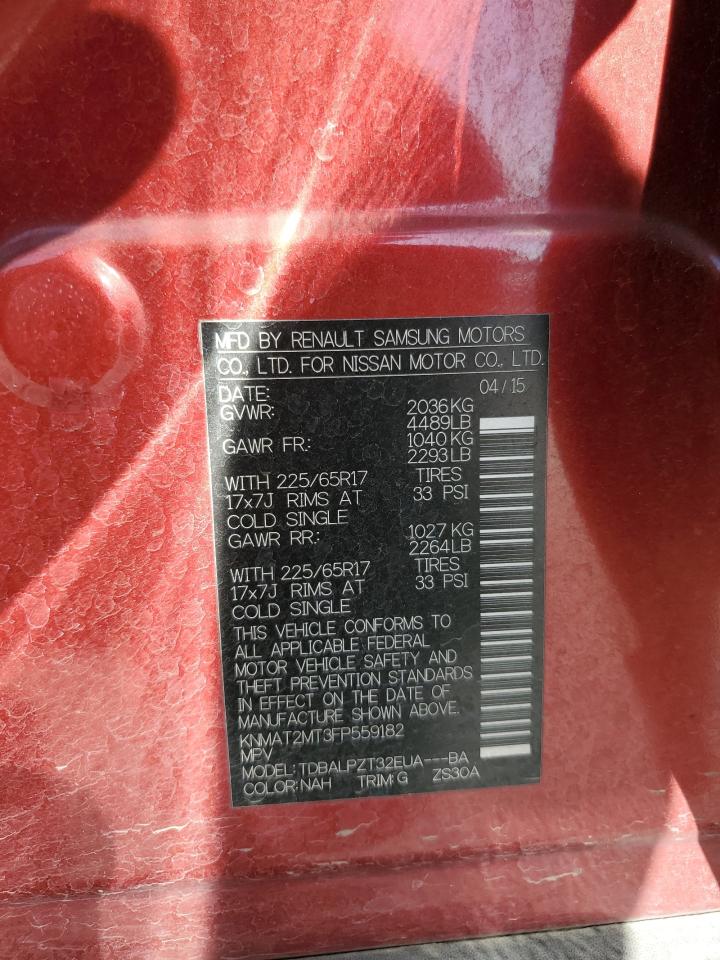 MFD BY RENAULT SAMSUNG MOTORS
CO., LTD. FOR NISSAN MOTOR CO., LTD.
DATE: 04/15
GVWR: 2036KG
4489LB
GAWR FR.: 1040KG
2293LB
WITH 225/65R17 TIRES
17x7J RIMS AT 33 PSI
COLD SINGLE
GAWR RR.: 1027KG
2264LB
WITH 225/65R17 TIRES
17x7J RIMS AT 33 PSI
COLD SINGLE
THIS VEHICLE CONFORMS TO
ALL APPLICABLE FEDERAL
MOTOR VEHICLE SAFETY AND
THEFT PREVENTION STANDARDS
IN EFFECT ON THE DATE OF
MANUFACTURE SHOWN ABOVE.
KNMAT2MT3FP559182
MPV
MODEL: TDBALPZT32EUA---BA
COLOR: NAH TRIM: G ZS30A